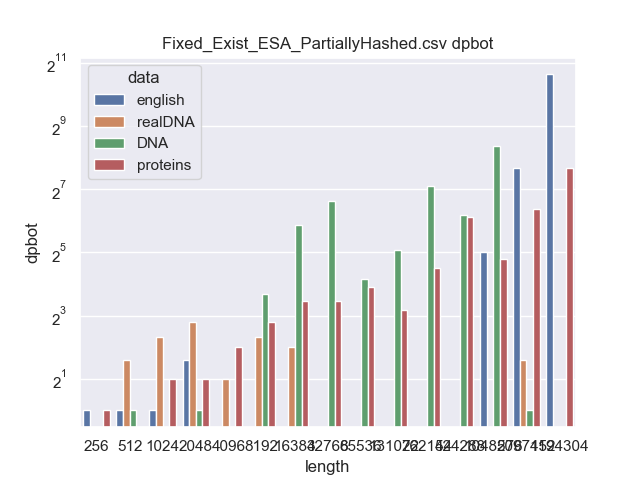 Fixed_Exist_ESA_PartiallyHashed.csv dpbot
2^11
2^9
2^7
2^5
2^3
2^1
dpbot
data
english
realDNA
DNA
proteins
256 512 1024 2048 4096 8192 16384 32768 65536 131072 262144 524288 1048576 2097152 4194304
length